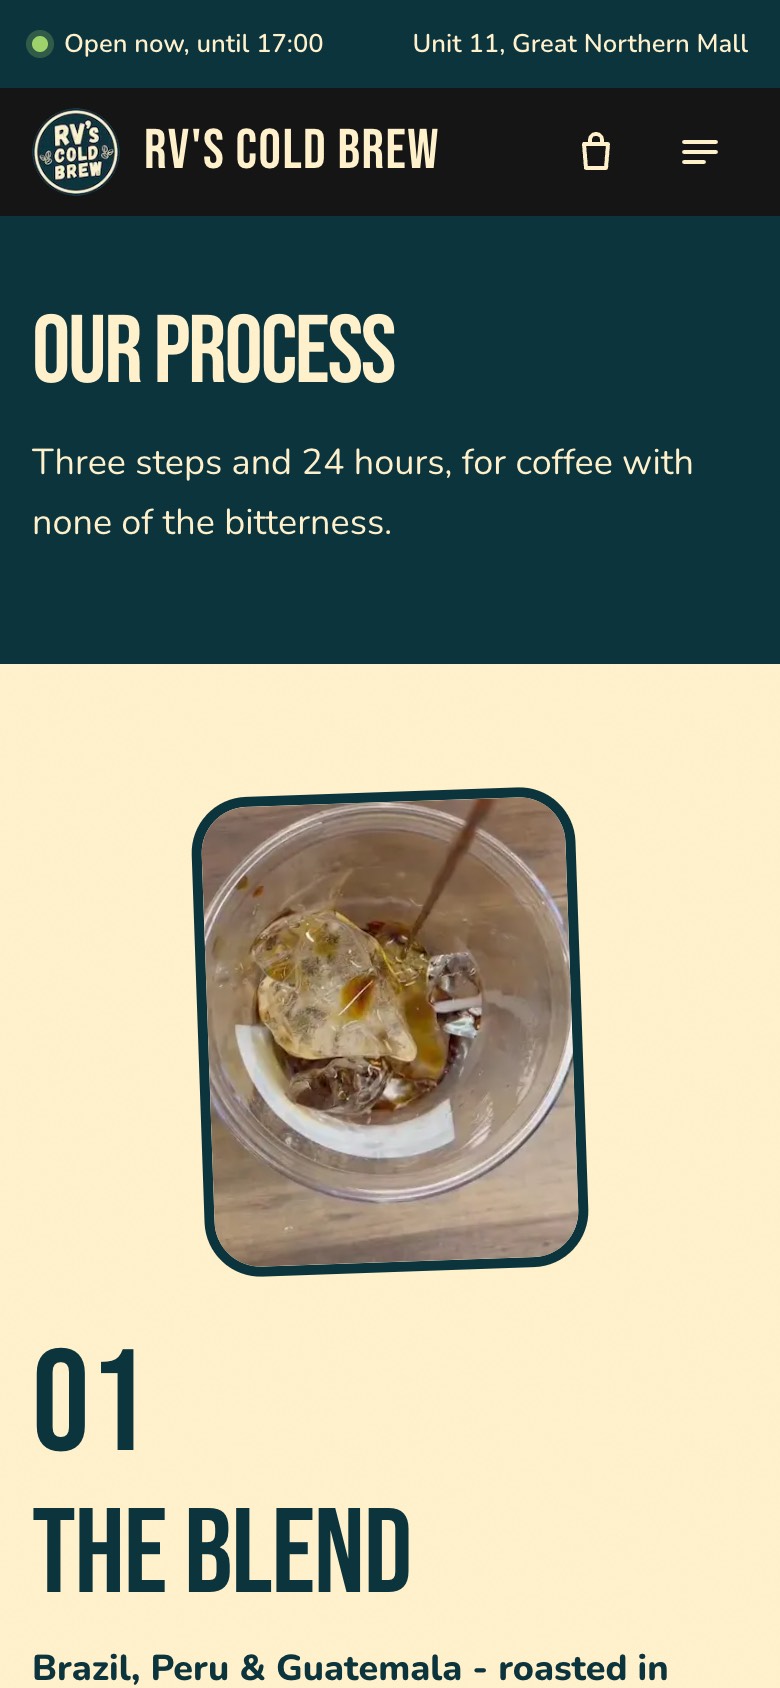 Open now, until 17:00
Unit 11, Great Northern Mall
RV's
COLD
BREW
RV'S COLD BREW
OUR PROCESS
Three steps and 24 hours, for coffee with
none of the bitterness.
01
THE BLEND
Brazil, Peru & Guatemala - roasted in